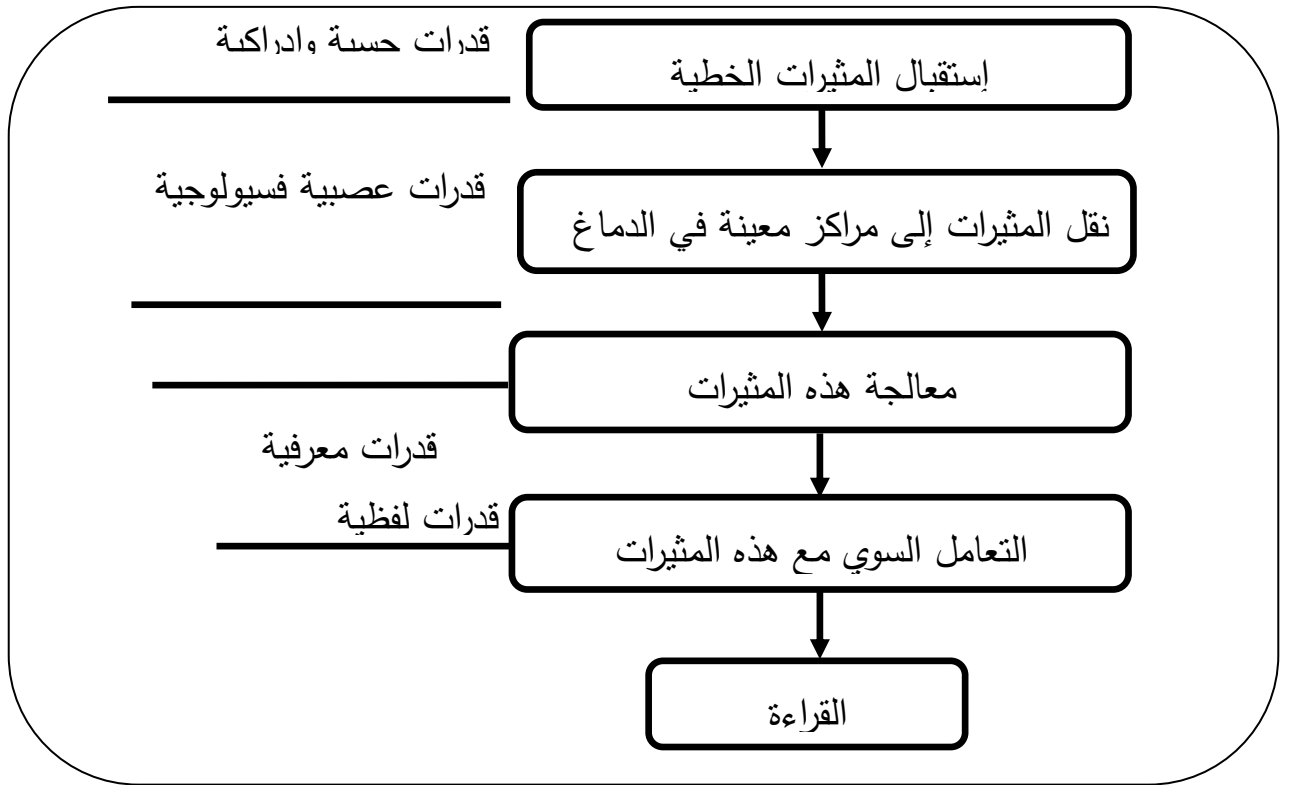 قدرات حسية وادراكية
إستقبال المثيرات الخطية
قدرات عصبية فسيولوجية
نقل المثيرات إلى مراكز معينة في الدماغ
معالجة هذه المثيرات
قدرات معرفية
قدرات لفظية
التعامل السوي مع هذه المثيرات
القراءة